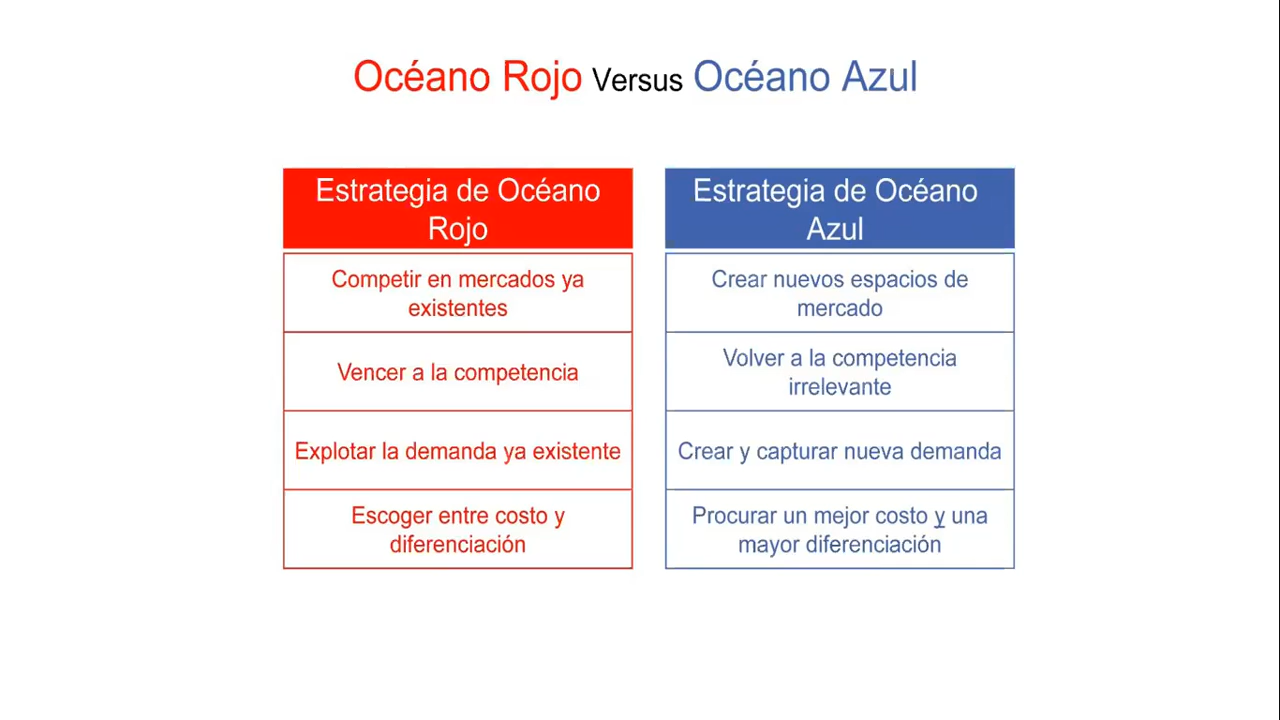 Océano Rojo Versus Océano Azul
Estrategia de Océano
Rojo
Competir en mercados ya
existentes
Vencer a la competencia
Explotar la demanda ya existente
Escoger entre costo y
diferenciación
Estrategia de Océano
Azul
Crear nuevos espacios de
mercado
Volver a la competencia
irrelevante
Crear y capturar nueva demanda
Procurar un mejor costo y una
mayor diferenciación